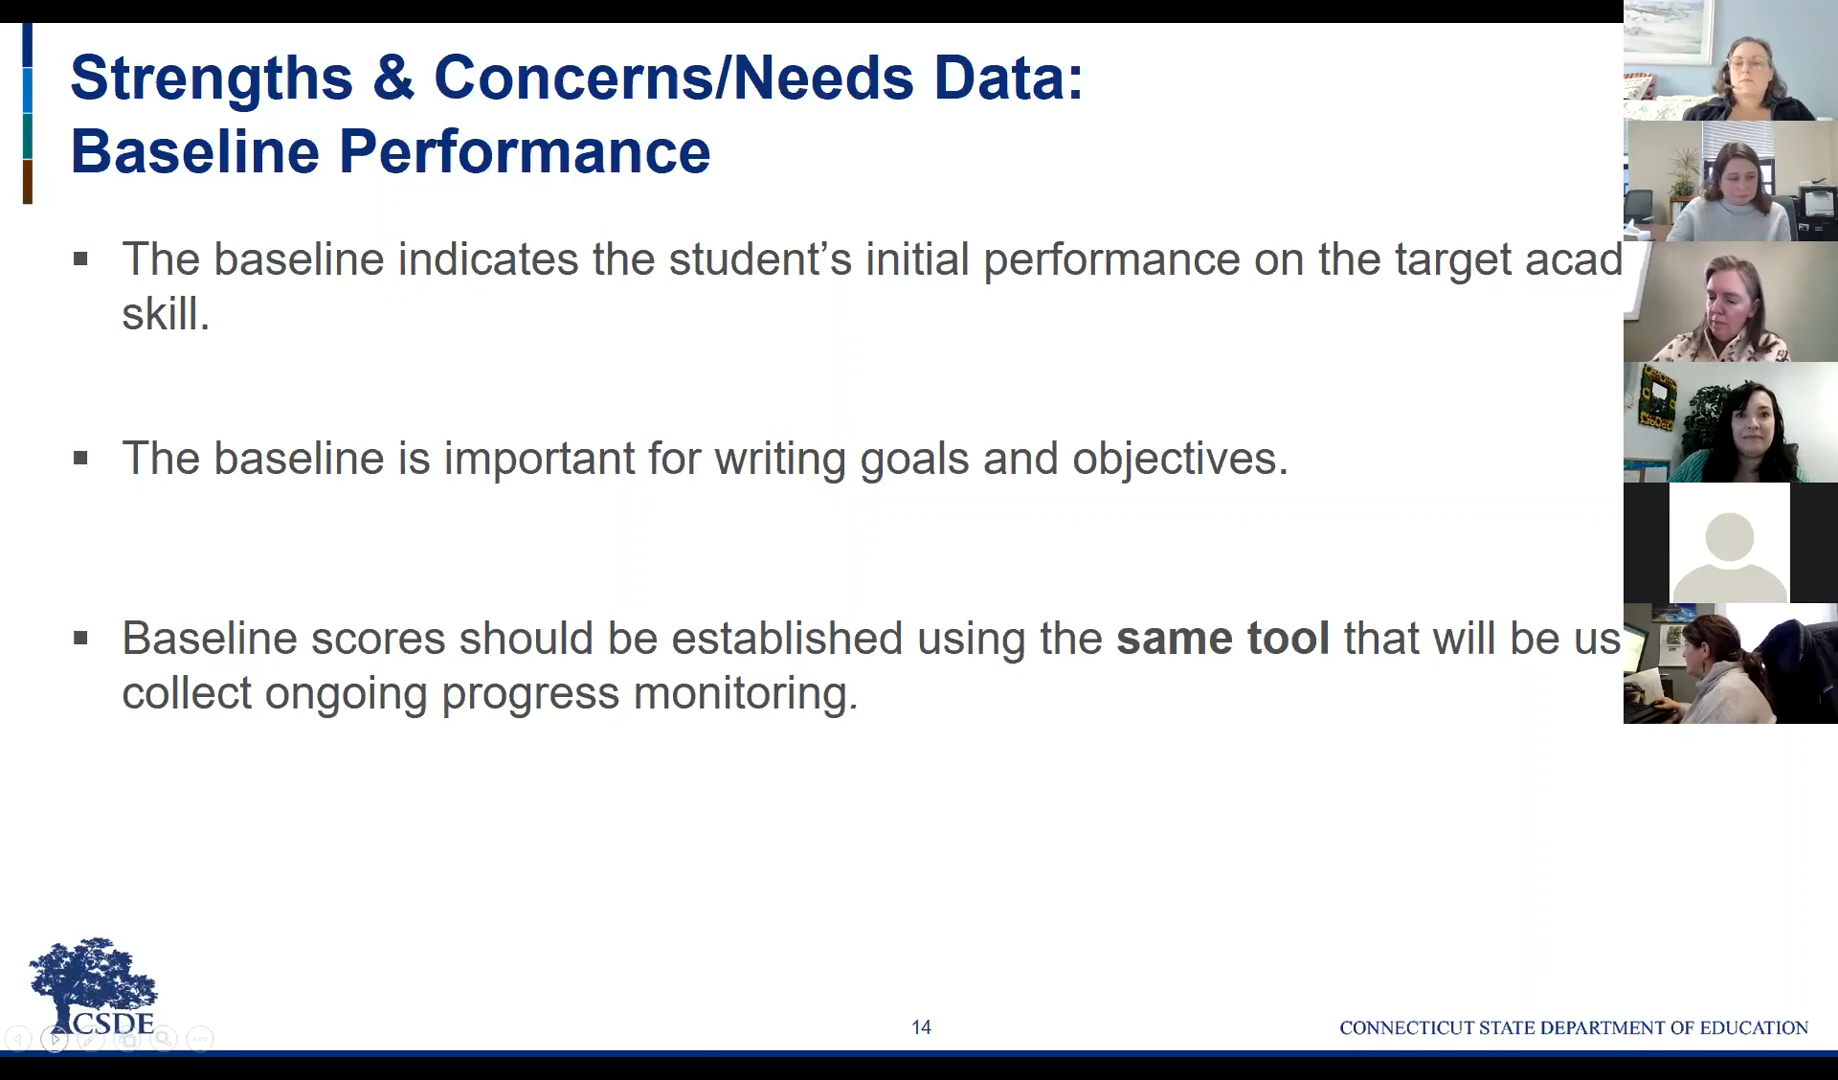 Strengths & Concerns/Needs Data:
Baseline Performance
▪ The baseline indicates the student’s initial performance on the target acad
skill.
▪ The baseline is important for writing goals and objectives.
▪ Baseline scores should be established using the same tool that will be us
collect ongoing progress monitoring.
CSDE
14
CONNECTICUT STATE DEPARTMENT OF EDUCATION